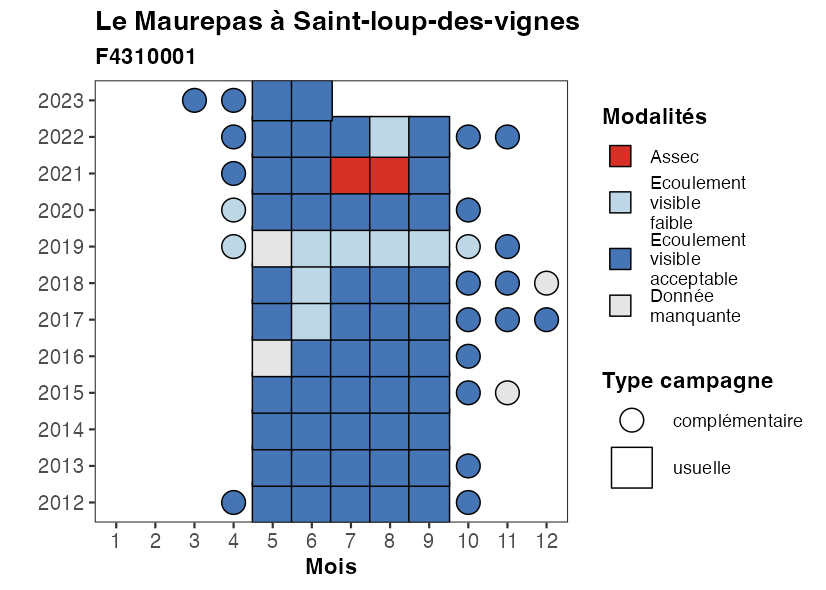 Le Maurepas à Saint-loup-des-vignes
F4310001
2023
2022
2021
2020
2019
2018
2017
2016
2015
2014
2013
2012
1 2 3 4 5 6 7 8 9 10 11 12
Mois
Modalités
Assec
Ecoulement
visible
faible
Ecoulement
visible
acceptable
Donnée
manquante
Type campagne
complémentaire
usuelle